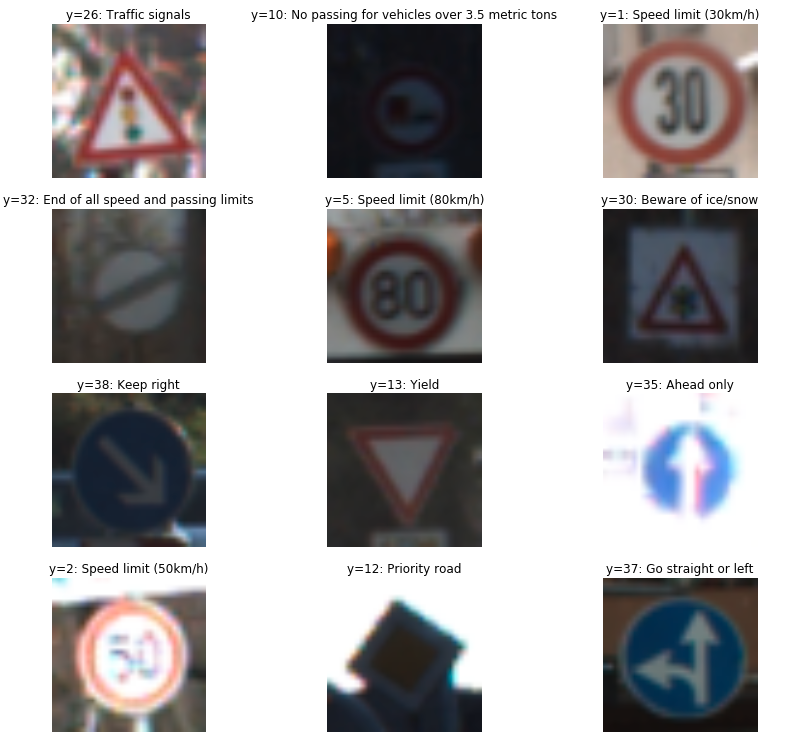 y=26: Traffic signals
y=10: No passing for vehicles over 3.5 metric tons
y=1: Speed limit (30km/h)
30
y=32: End of all speed and passing limits
y=5: Speed limit (80km/h)
y=30: Beware of ice/snow
80
y=38: Keep right
y=13: Yield
y=35: Ahead only
y=2: Speed limit (50km/h)
y=12: Priority road
y=37: Go straight or left
50